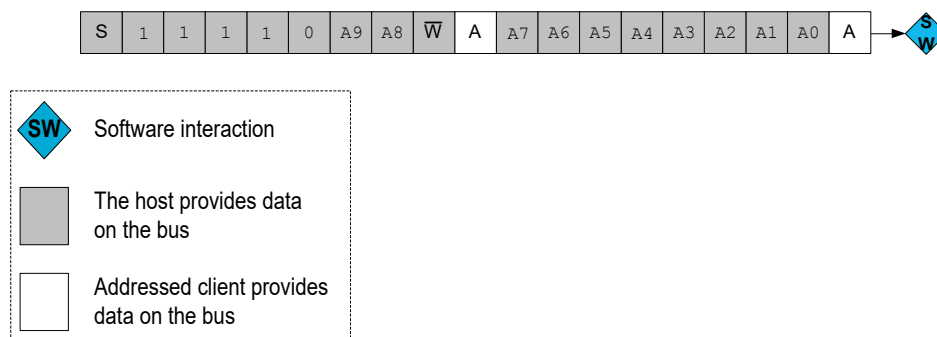 S 1 1 1 1 0 A9 A8 W̅ A A7 A6 A5 A4 A3 A2 A1 A0 A SW
SW Software interaction
The host provides data
on the bus
Addressed client provides
data on the bus